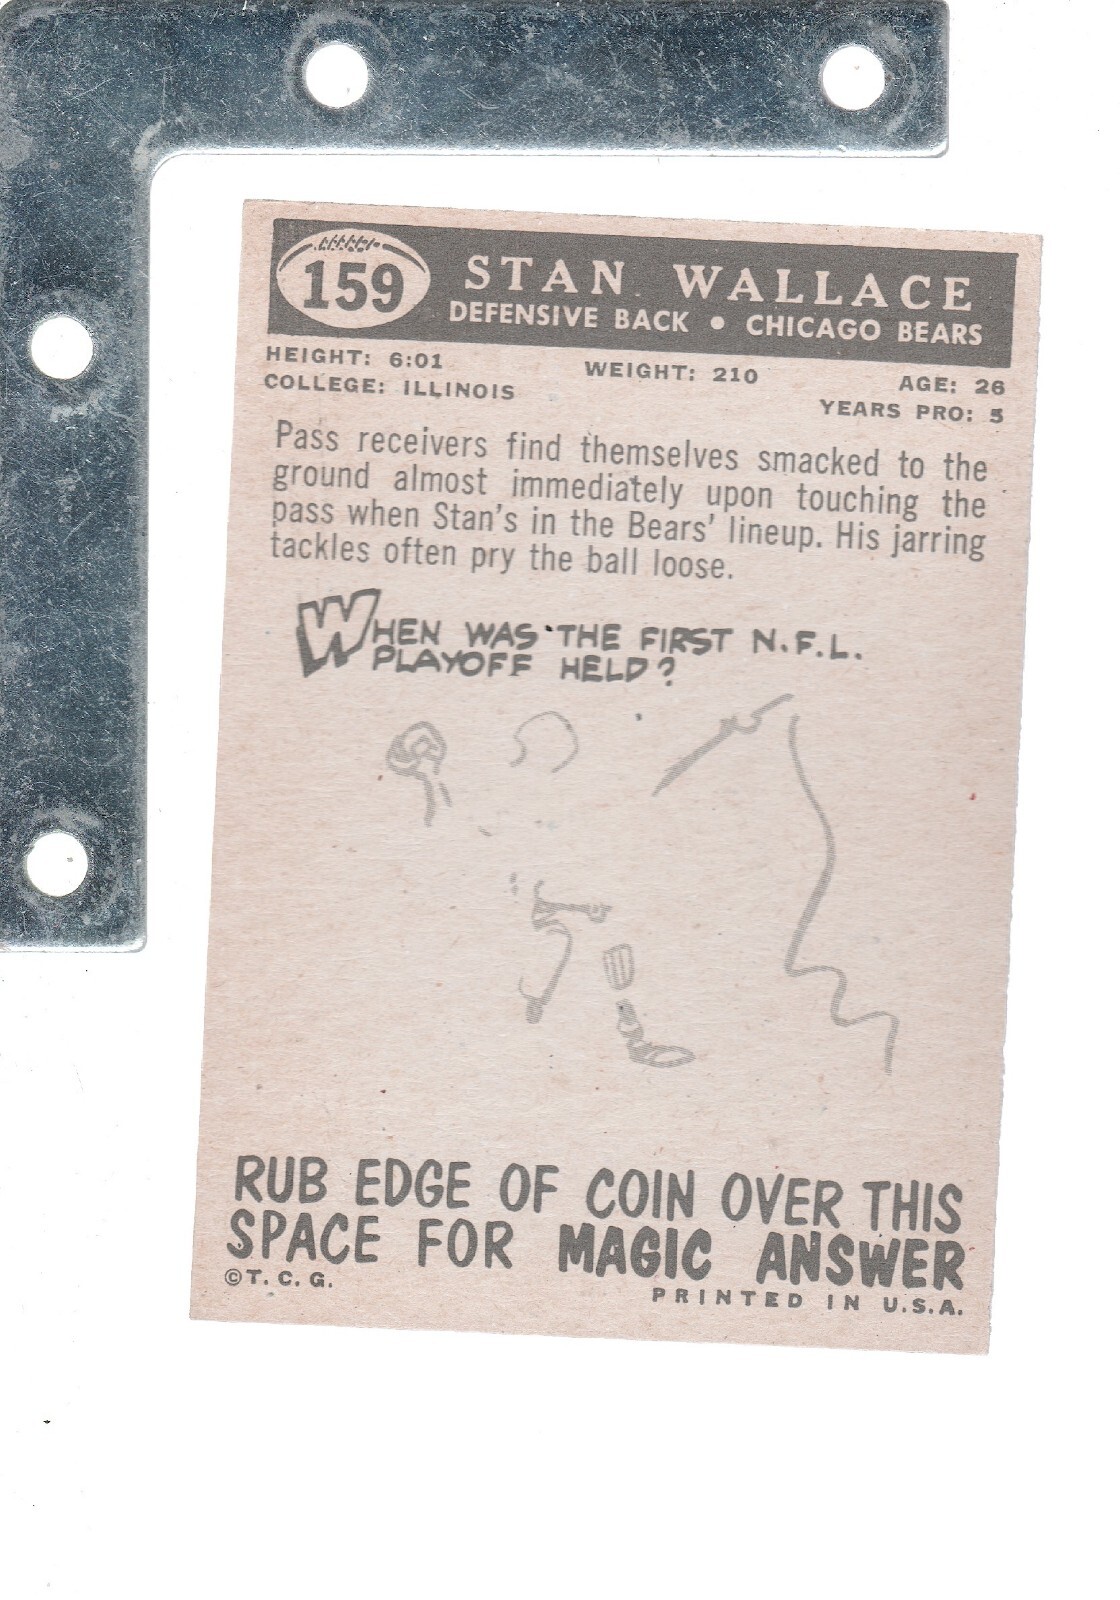 159
STAN WALLACE
DEFENSIVE BACK • CHICAGO BEARS
HEIGHT: 6:01 WEIGHT: 210 AGE: 26
COLLEGE: ILLINOIS YEARS PRO: 5
Pass receivers find themselves smacked to the
ground almost immediately upon touching the
pass when Stan's in the Bears' lineup. His jarring
tackles often pry the ball loose.
WHEN WAS THE FIRST N.F.L.
PLAYOFF HELD?
RUB EDGE OF COIN OVER THIS
SPACE FOR MAGIC ANSWER
©T. C. G.
PRINTED IN U.S.A.